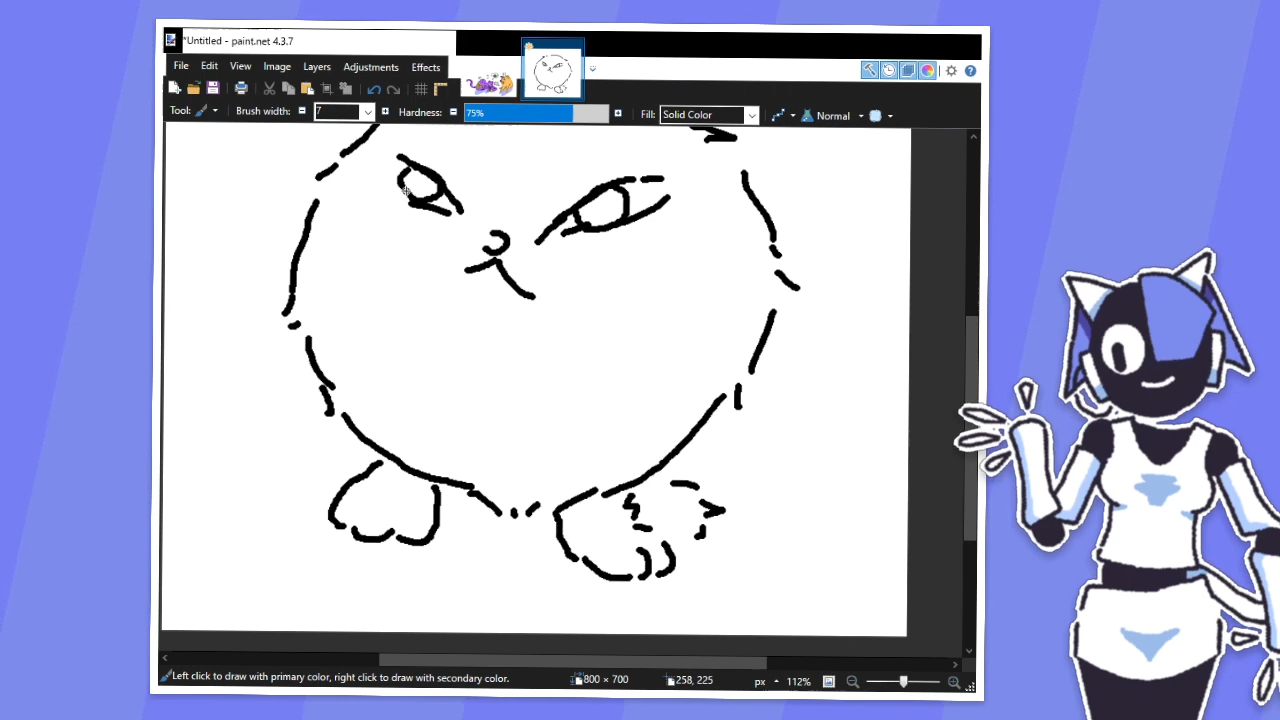 *Untitled - paint.net 4.3.7
File Edit View Image Layers Adjustments Effects
Tool: Brush width: 7 Hardness: 75% Fill: Solid Color Normal
Left click to draw with primary color, right click to draw with secondary color. 800 × 700 258, 225 px 112%